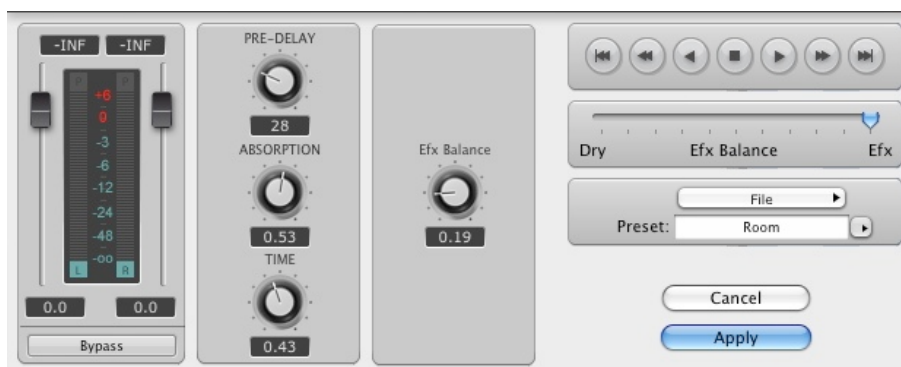 -INF -INF
P P
+6
0
-3
-6
-12
-24
-48
-oo
L R
0.0 0.0
Bypass
PRE-DELAY
28
ABSORPTION
0.53
TIME
0.43
Efx Balance
0.19
Dry Efx Balance Efx
File
Preset: Room
Cancel
Apply